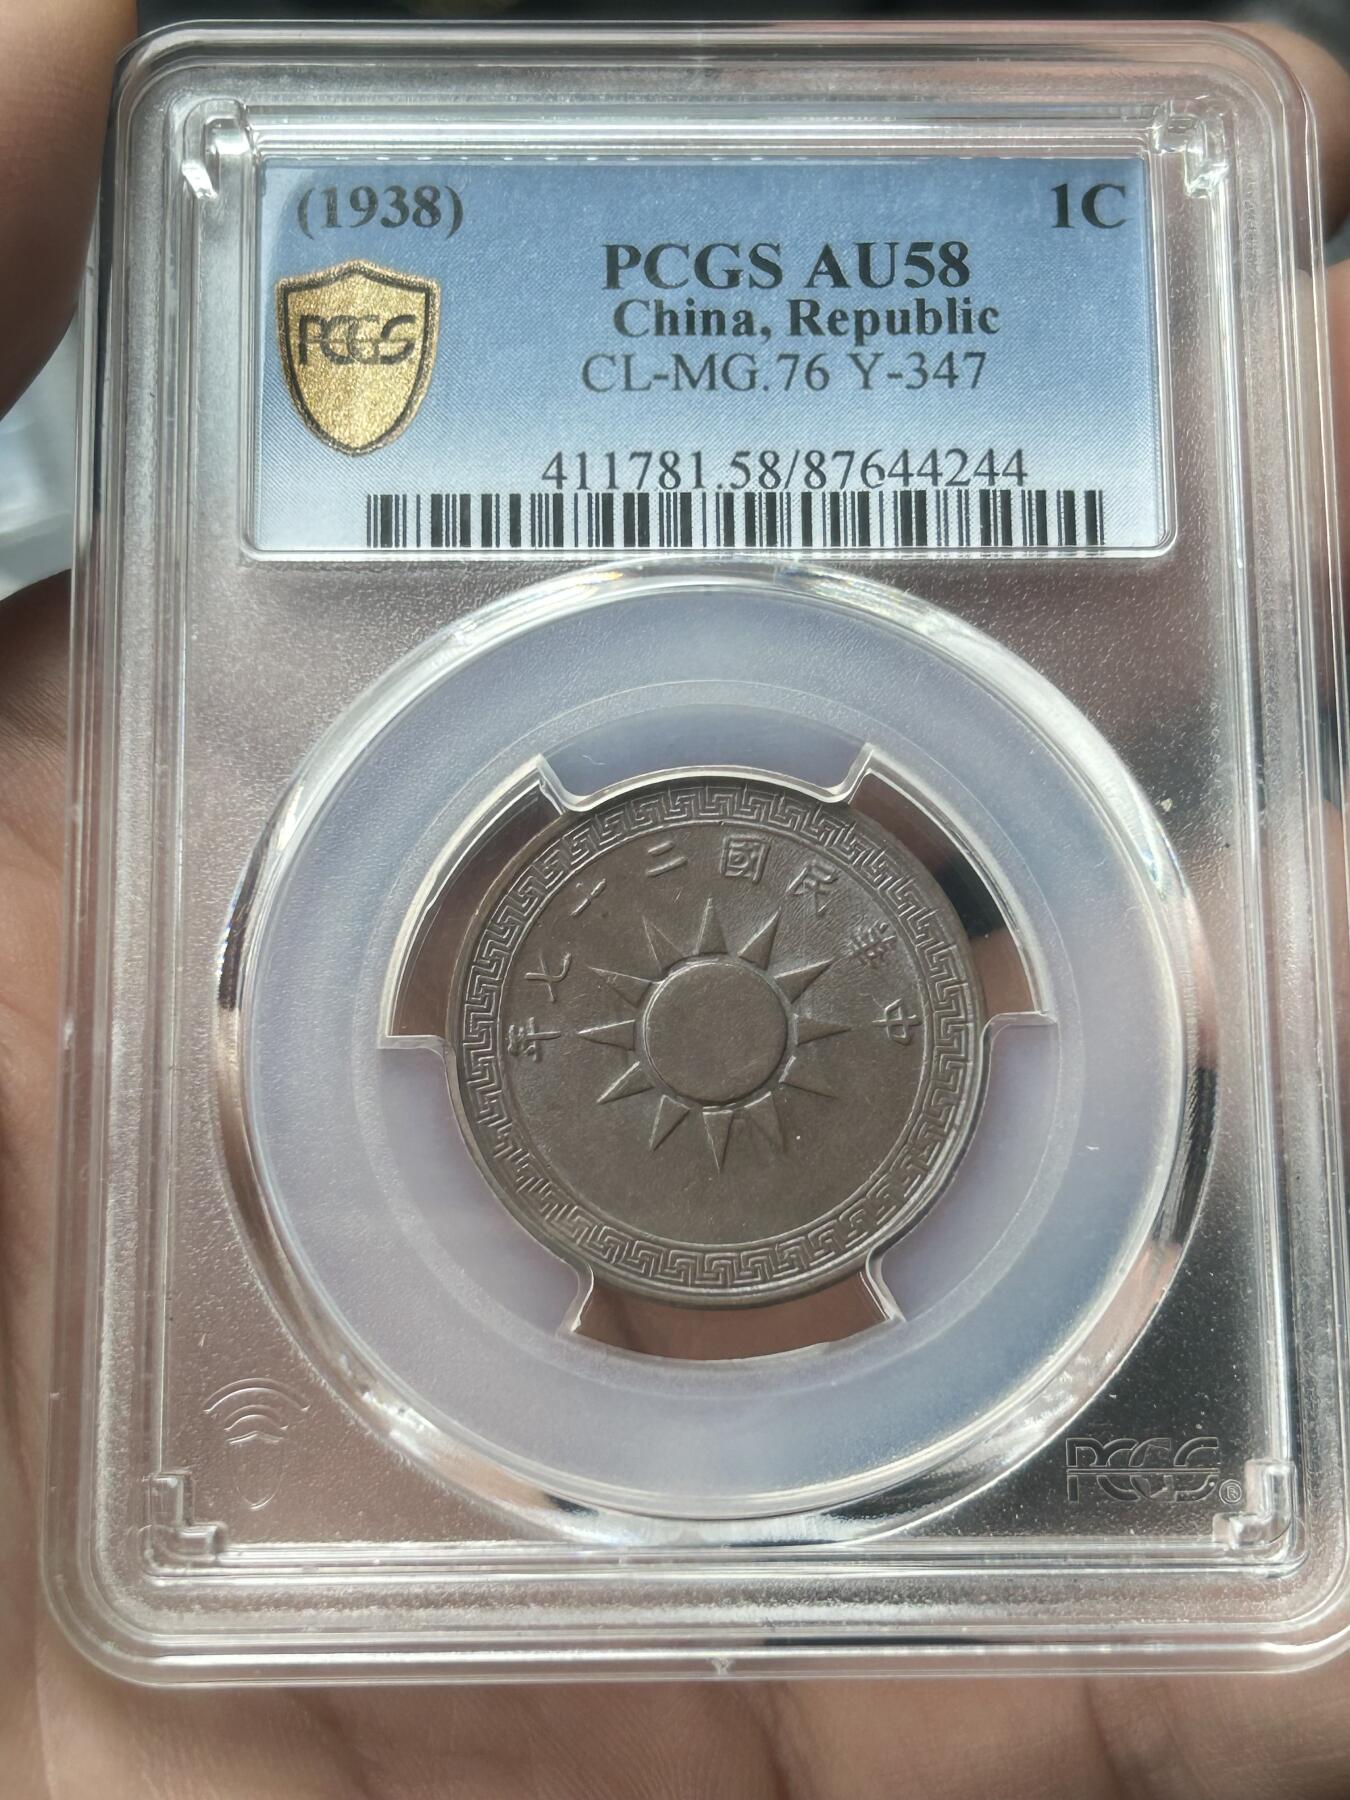 (1938) 1C
PCGS AU58
China, Republic
PCGS
CL-MG.76 Y-347
411781.58/87644244
中華民國二十七年
PCGS®